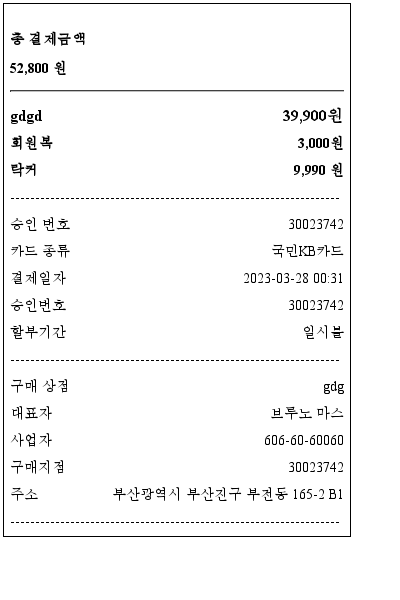 총 결제금액
52,800 원
gdgd 39,900원
회원복 3,000원
락커 9,990 원
승인 번호 30023742
카드 종류 국민KB카드
결제일자 2023-03-28 00:31
승인번호 30023742
할부기간 일시불
구매 상점 gdg
대표자 브루노 마스
사업자 606-60-60060
구매지점 30023742
주소 부산광역시 부산진구 부전동 165-2 B1